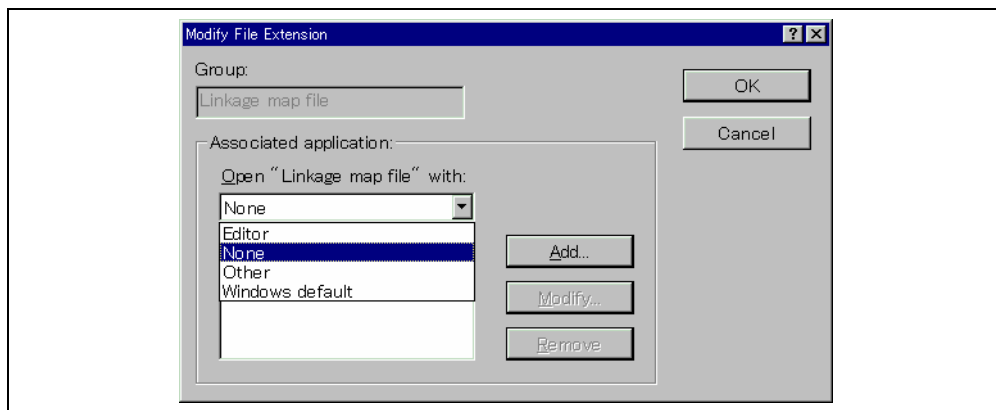 Modify File Extension
Group:
OK
Linkage map file
Cancel
Associated application:
Open "Linkage map file" with:
None
Editor
None
Add...
Other
Windows default
Modify...
Remove